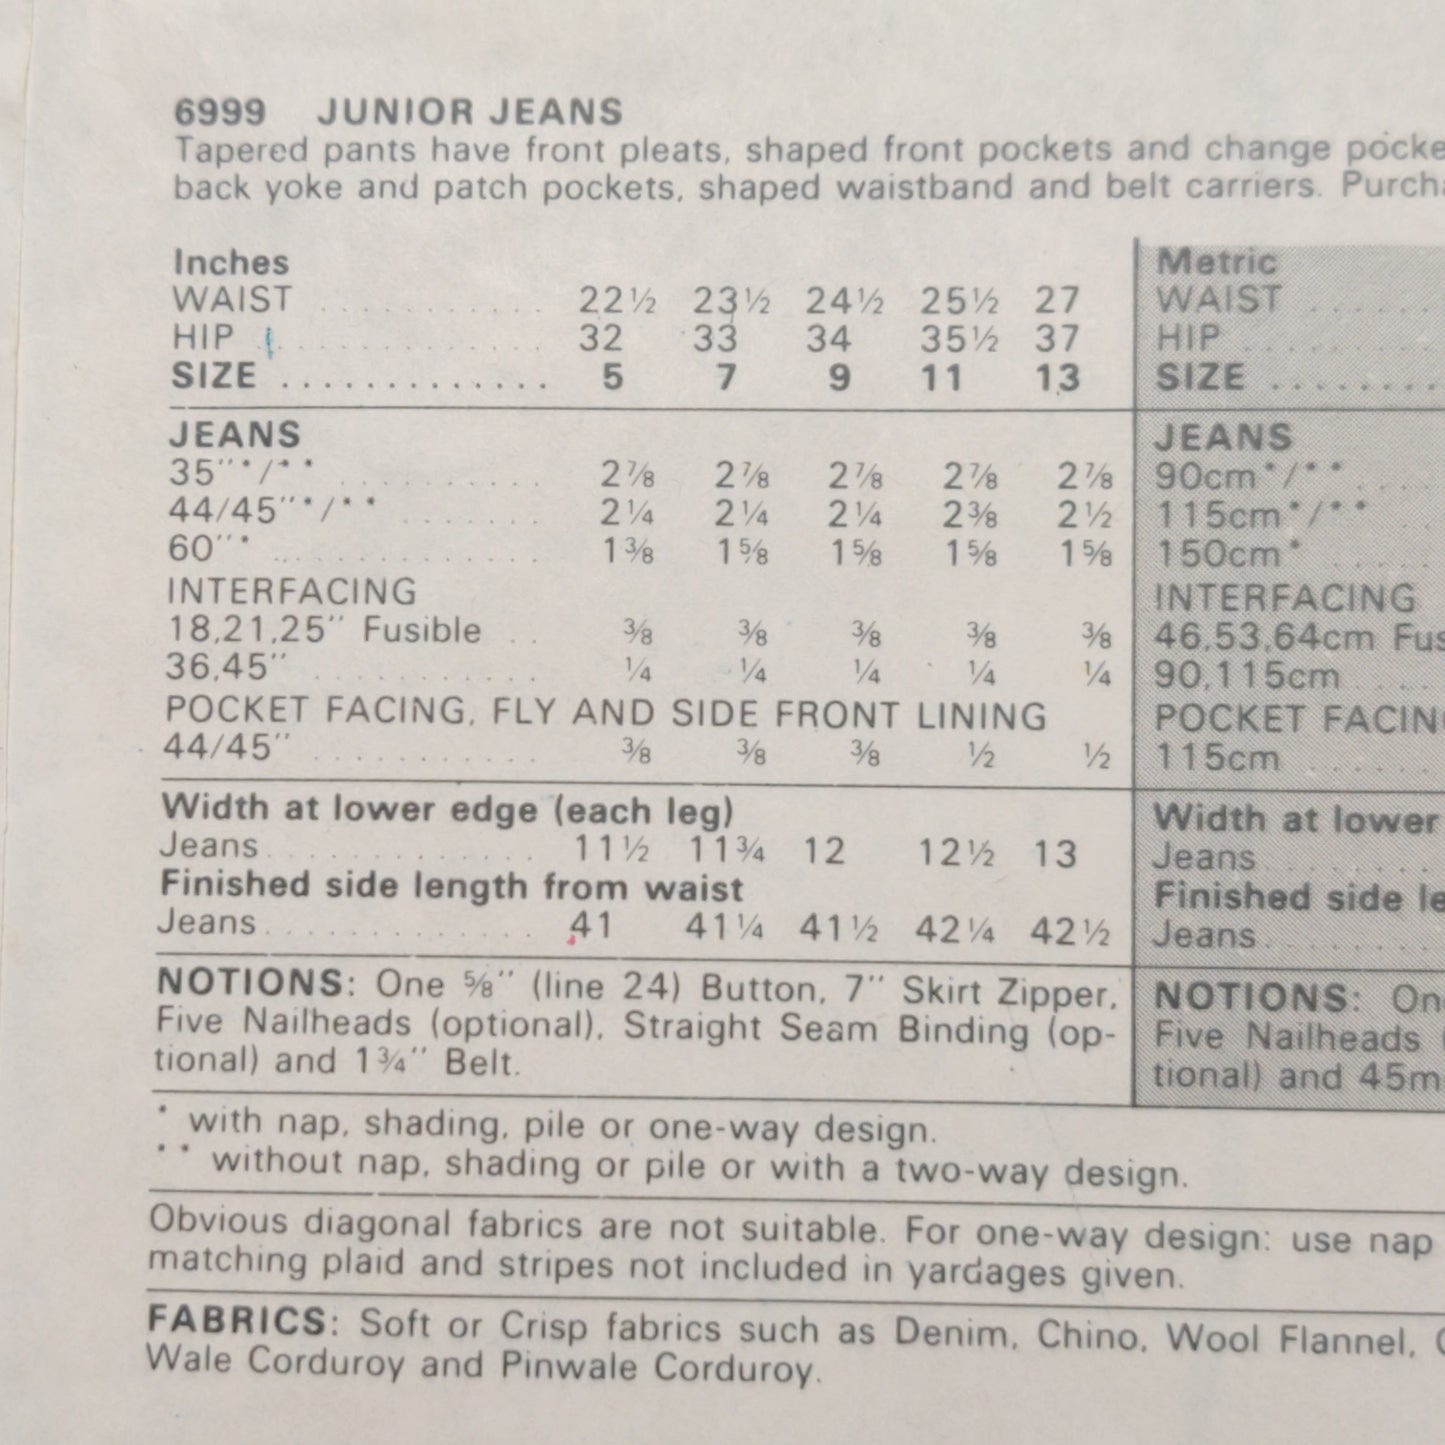 6999 JUNIOR JEANS
Tapered pants have front pleats, shaped front pockets and change
back yoke and patch pockets, shaped waistband and belt carriers.
Inches
WAIST . . . . . . . . . . . 22½ 23½ 24½ 25½ 27
HIP . . . . . . . . . . . . 32 33 34 35½ 37
SIZE . . . . . . . . . . . . . 5 7 9 11 13
JEANS
35"*/** . . . . . . . . . . 2⅞ 2⅞ 2⅞ 2⅞ 2⅞
44/45"*/** . . . . . . . 2¼ 2¼ 2¼ 2⅜ 2½
60"* . . . . . . . . . . . . 1⅜ 1⅝ 1⅝ 1⅝ 1⅝
INTERFACING
18,21,25" Fusible . . ⅜ ⅜ ⅜ ⅜ ⅜
36,45" . . . . . . . . . . . ¼ ¼ ¼ ¼ ¼
POCKET FACING, FLY AND SIDE FRONT LINING
44/45" . . . . . . . . . . . ⅜ ⅜ ⅜ ½ ½
Width at lower edge (each leg)
Jeans . . . . . . . . . . . . 11½ 11¾ 12 12½ 13
Finished side length from waist
Jeans . . . . . . . . . . . . 41 41¼ 41½ 42¼ 42½
NOTIONS: One ⅝" (line 24) Button, 7" Skirt Zipper,
Five Nailheads (optional), Straight Seam Binding (op-
tional) and 1¾" Belt.
Metric
WAIST . . . . .
HIP . . . . . . .
SIZE . . . . . . .
JEANS
90cm*/** . . . .
115cm*/** . .
150cm* . . . .
INTERFACING
46,53,64cm
90,115cm . . . .
POCKET
115cm . . . . .
Width at lower
Jeans . . . . . .
Finished side
Jeans . . . . . .
NOTIONS:
Five Nailheads
tional) and
* with nap, shading, pile or one-way design.
** without nap, shading or pile or with a two-way design.
Obvious diagonal fabrics are not suitable. For one-way design: use nap
matching plaid and stripes not included in yardages given.
FABRICS: Soft or Crisp fabrics such as Denim, Chino, Wool Flannel,
Wale Corduroy and Pinwale Corduroy.